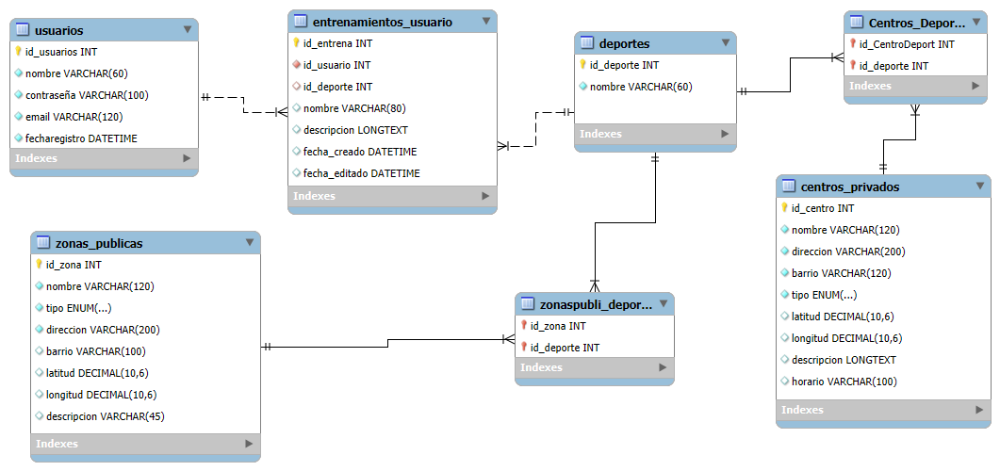 usuarios
id_usuarios INT
nombre VARCHAR(60)
contraseña VARCHAR(100)
email VARCHAR(120)
fecharegistro DATETIME
Indexes
entrenamientos_usuario
id_entrena INT
id_usuario INT
id_deporte INT
nombre VARCHAR(80)
descripcion LONGTEXT
fecha_creado DATETIME
fecha_editado DATETIME
Indexes
deportes
id_deporte INT
nombre VARCHAR(60)
Indexes
Centros_Depor...
id_CentroDeport INT
id_deporte INT
Indexes
centros_privados
id_centro INT
nombre VARCHAR(120)
direccion VARCHAR(200)
barrio VARCHAR(120)
tipo ENUM(...)
latitud DECIMAL(10,6)
longitud DECIMAL(10,6)
descripcion LONGTEXT
horario VARCHAR(100)
Indexes
zonas_publicas
id_zona INT
nombre VARCHAR(120)
tipo ENUM(...)
direccion VARCHAR(200)
barrio VARCHAR(100)
latitud DECIMAL(10,6)
longitud DECIMAL(10,6)
descripcion VARCHAR(45)
Indexes
zonaspubli_depor...
id_zona INT
id_deporte INT
Indexes